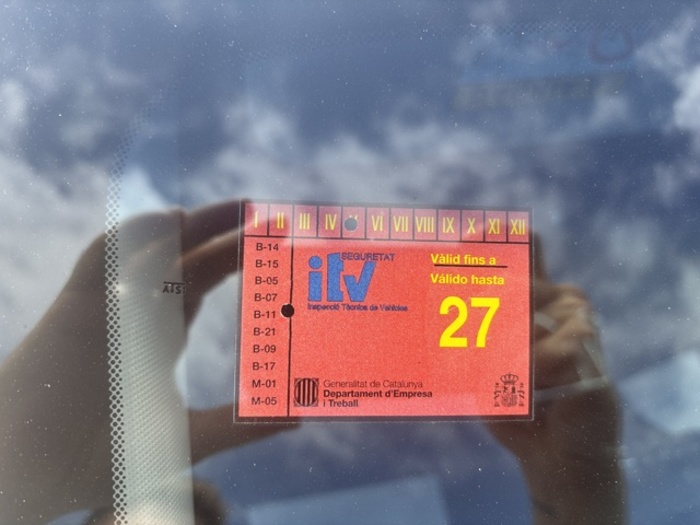 I II III IV V VI VII VIII IX X XI XII
B-14
B-15
B-05
B-07
B-11
B-21
B-09
B-17
M-01
M-05
SEGURETAT
itv
Inspecció Tècnica de Vehicles
Vàlid fins a
Válido hasta
27
Generalitat de Catalunya
Departament d'Empresa
i Treball